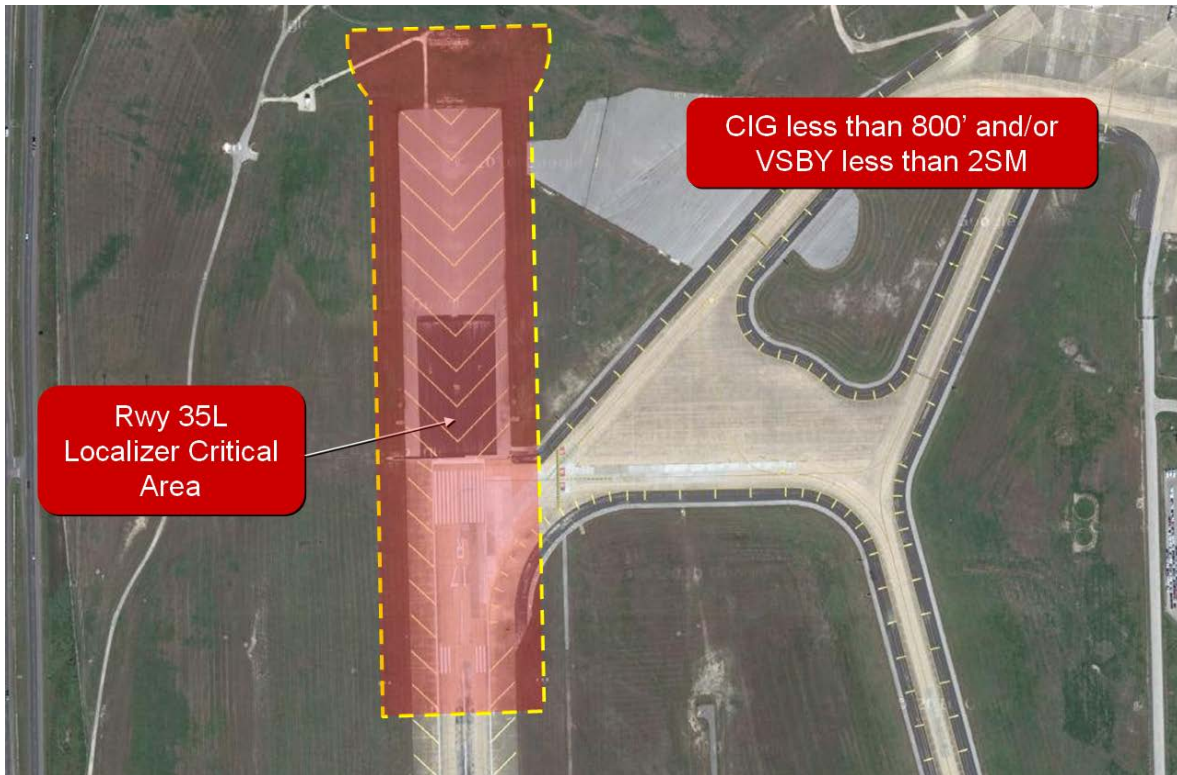 CIG less than 800' and/or
VSBY less than 2SM
Rwy 35L
Localizer Critical
Area